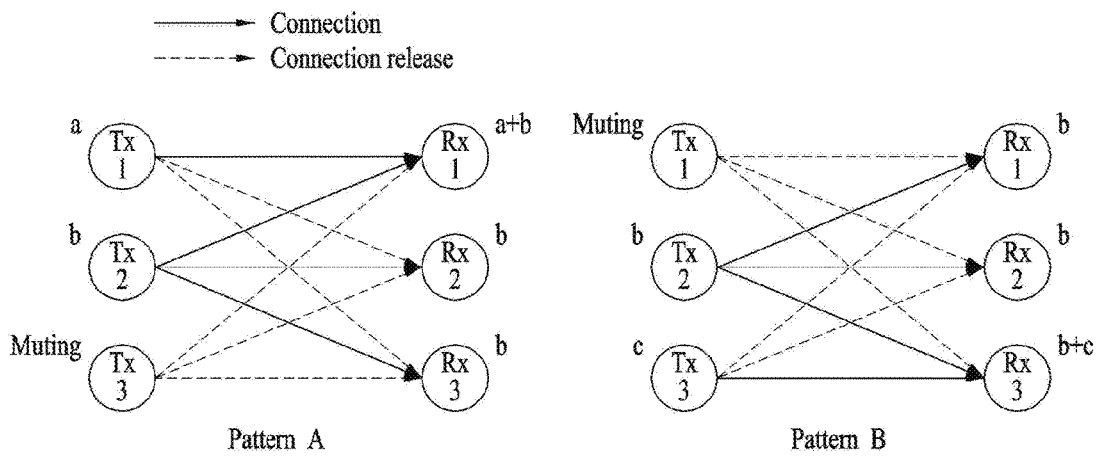 Connection
Connection release
a
Tx
1
a+b
Rx
1
b
Tx
2
b
Rx
2
Muting
Tx
3
b
Rx
3
Pattern A
Muting
Tx
1
b
Rx
1
b
Tx
2
b
Rx
2
c
Tx
3
b+c
Rx
3
Pattern B